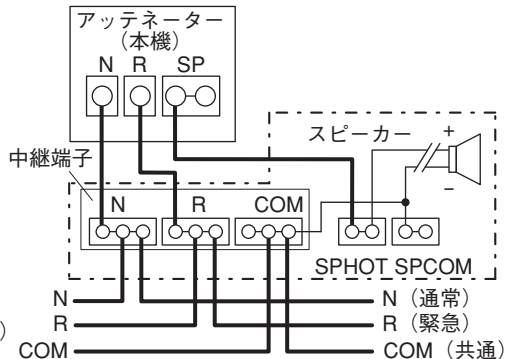 アッテネーター
（本機）
N R SP
スピーカー +
中継端子
N R COM
−
SPHOT SPCOM
N N（通常）
R R（緊急）
）
COM COM（共通）